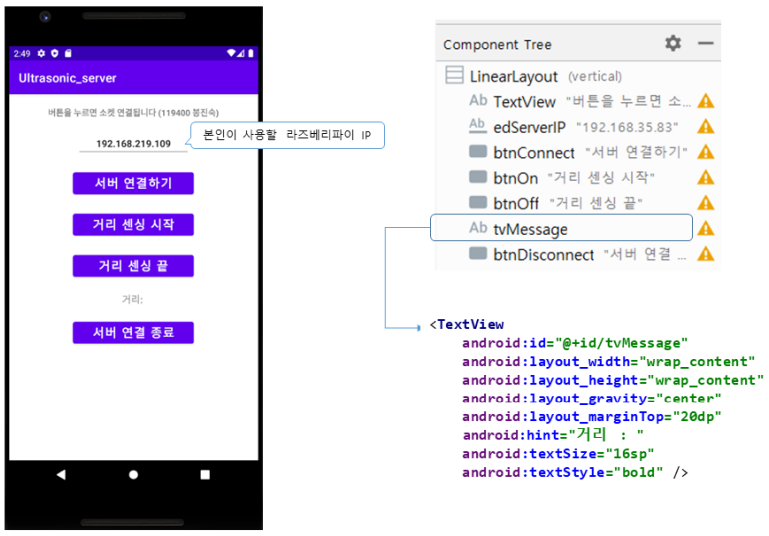 2:49
Ultrasonic_server
버튼을 누르면 소켓 연결됩니다 (119400 봉진숙)
192.168.219.109
본인이 사용할 라즈베리파이 IP
서버 연결하기
거리 센싱 시작
거리 센싱 끝
거리:
서버 연결 종료
Component Tree
LinearLayout (vertical)
Ab TextView "버튼을 누르면 소...
Ab edServerIP "192.168.35.83"
btnConnect "서버 연결하기"
btnOn "거리 센싱 시작"
btnOff "거리 센싱 끝"
Ab tvMessage
btnDisconnect "서버 연결 ...
<TextView
android:id="@+id/tvMessage"
android:layout_width="wrap_content"
android:layout_height="wrap_content"
android:layout_gravity="center"
android:layout_marginTop="20dp"
android:hint="거리 : "
android:textSize="16sp"
android:textStyle="bold" />